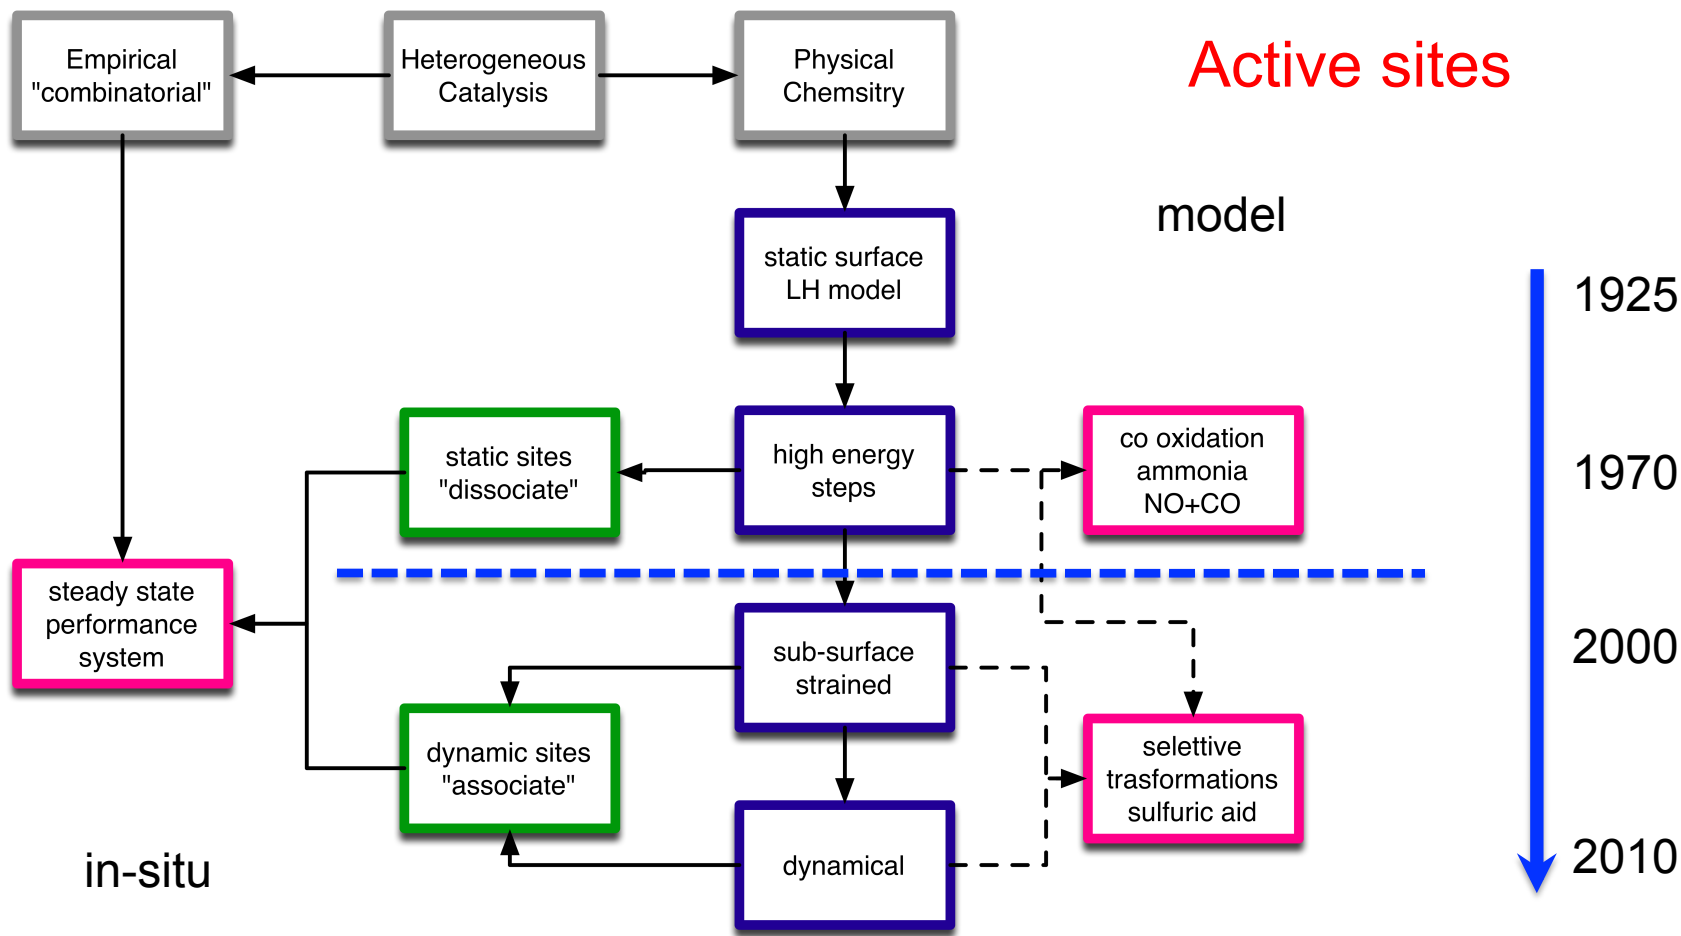 Empirical
"combinatorial"
Heterogeneous
Catalysis
Physical
Chemsitry
Active sites
model
static surface
LH model
1925
static sites
"dissociate"
high energy
steps
co oxidation
ammonia
NO+CO
1970
steady state
performance
system
sub-surface
strained
2000
dynamic sites
"associate"
selettive
trasformations
sulfuric aid
in-situ
dynamical
2010